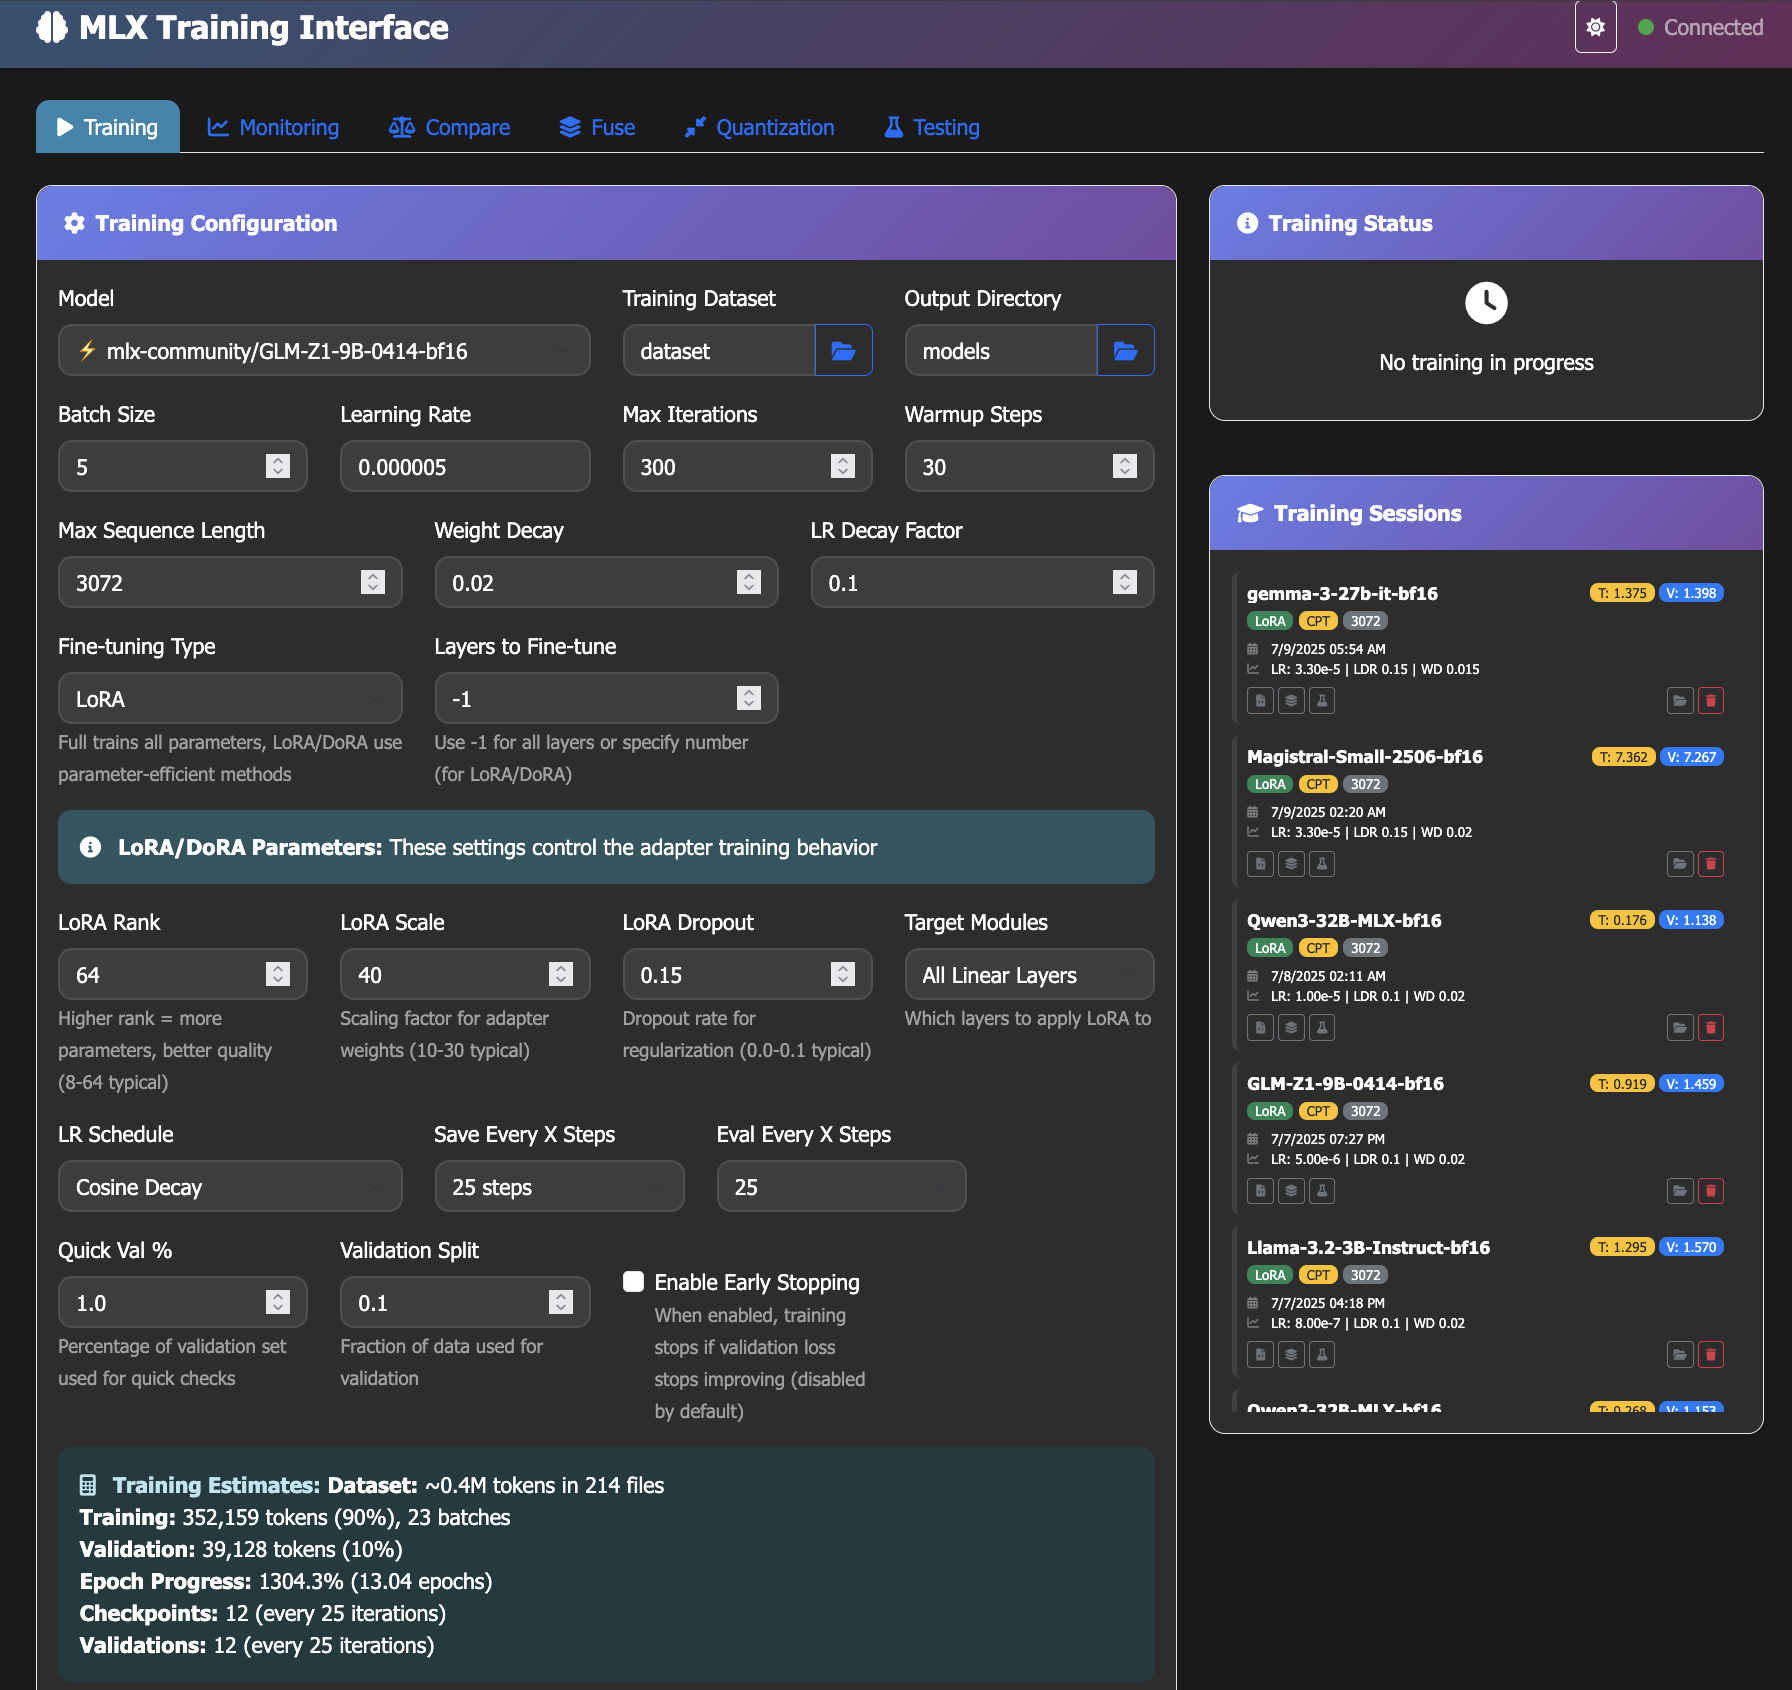 MLX Training Interface
Connected
Training
Monitoring
Compare
Fuse
Quantization
Testing
Training Configuration
Model
Training Dataset
Output Directory
⚡ mlx-community/GLM-Z1-9B-0414-bf16
dataset
models
Batch Size
Learning Rate
Max Iterations
Warmup Steps
5
0.000005
300
30
Max Sequence Length
Weight Decay
LR Decay Factor
3072
0.02
0.1
Fine-tuning Type
Layers to Fine-tune
LoRA
-1
Full trains all parameters, LoRA/DoRA use
parameter-efficient methods
Use -1 for all layers or specify number
(for LoRA/DoRA)
LoRA/DoRA Parameters: These settings control the adapter training behavior
LoRA Rank
LoRA Scale
LoRA Dropout
Target Modules
64
40
0.15
All Linear Layers
Higher rank = more
parameters, better quality
(8-64 typical)
Scaling factor for adapter
weights (10-30 typical)
Dropout rate for
regularization (0.0-0.1 typical)
Which layers to apply LoRA to
LR Schedule
Save Every X Steps
Eval Every X Steps
Cosine Decay
25 steps
25
Quick Val %
Validation Split
1.0
0.1
Percentage of validation set
used for quick checks
Fraction of data used for
validation
Enable Early Stopping
When enabled, training
stops if validation loss
stops improving (disabled
by default)
Training Estimates: Dataset: ~0.4M tokens in 214 files
Training: 352,159 tokens (90%), 23 batches
Validation: 39,128 tokens (10%)
Epoch Progress: 1304.3% (13.04 epochs)
Checkpoints: 12 (every 25 iterations)
Validations: 12 (every 25 iterations)
Training Status
No training in progress
Training Sessions
gemma-3-27b-it-bf16
T: 1.375
V: 1.398
LoRA CPT 3072
7/9/2025 05:54 AM
LR: 3.30e-5 | LDR 0.15 | WD 0.015
Magistral-Small-2506-bf16
T: 7.362
V: 7.267
LoRA CPT 3072
7/9/2025 02:20 AM
LR: 3.30e-5 | LDR 0.15 | WD 0.02
Qwen3-32B-MLX-bf16
T: 0.176
V: 1.138
LoRA CPT 3072
7/8/2025 02:11 AM
LR: 1.00e-5 | LDR 0.1 | WD 0.02
GLM-Z1-9B-0414-bf16
T: 0.919
V: 1.459
LoRA CPT 3072
7/7/2025 07:27 PM
LR: 5.00e-6 | LDR 0.1 | WD 0.02
Llama-3.2-3B-Instruct-bf16
T: 1.295
V: 1.570
LoRA CPT 3072
7/7/2025 04:18 PM
LR: 8.00e-7 | LDR 0.1 | WD 0.02
Qwen3-32B-MLX-bf16
T: 0.268
V: 1.153